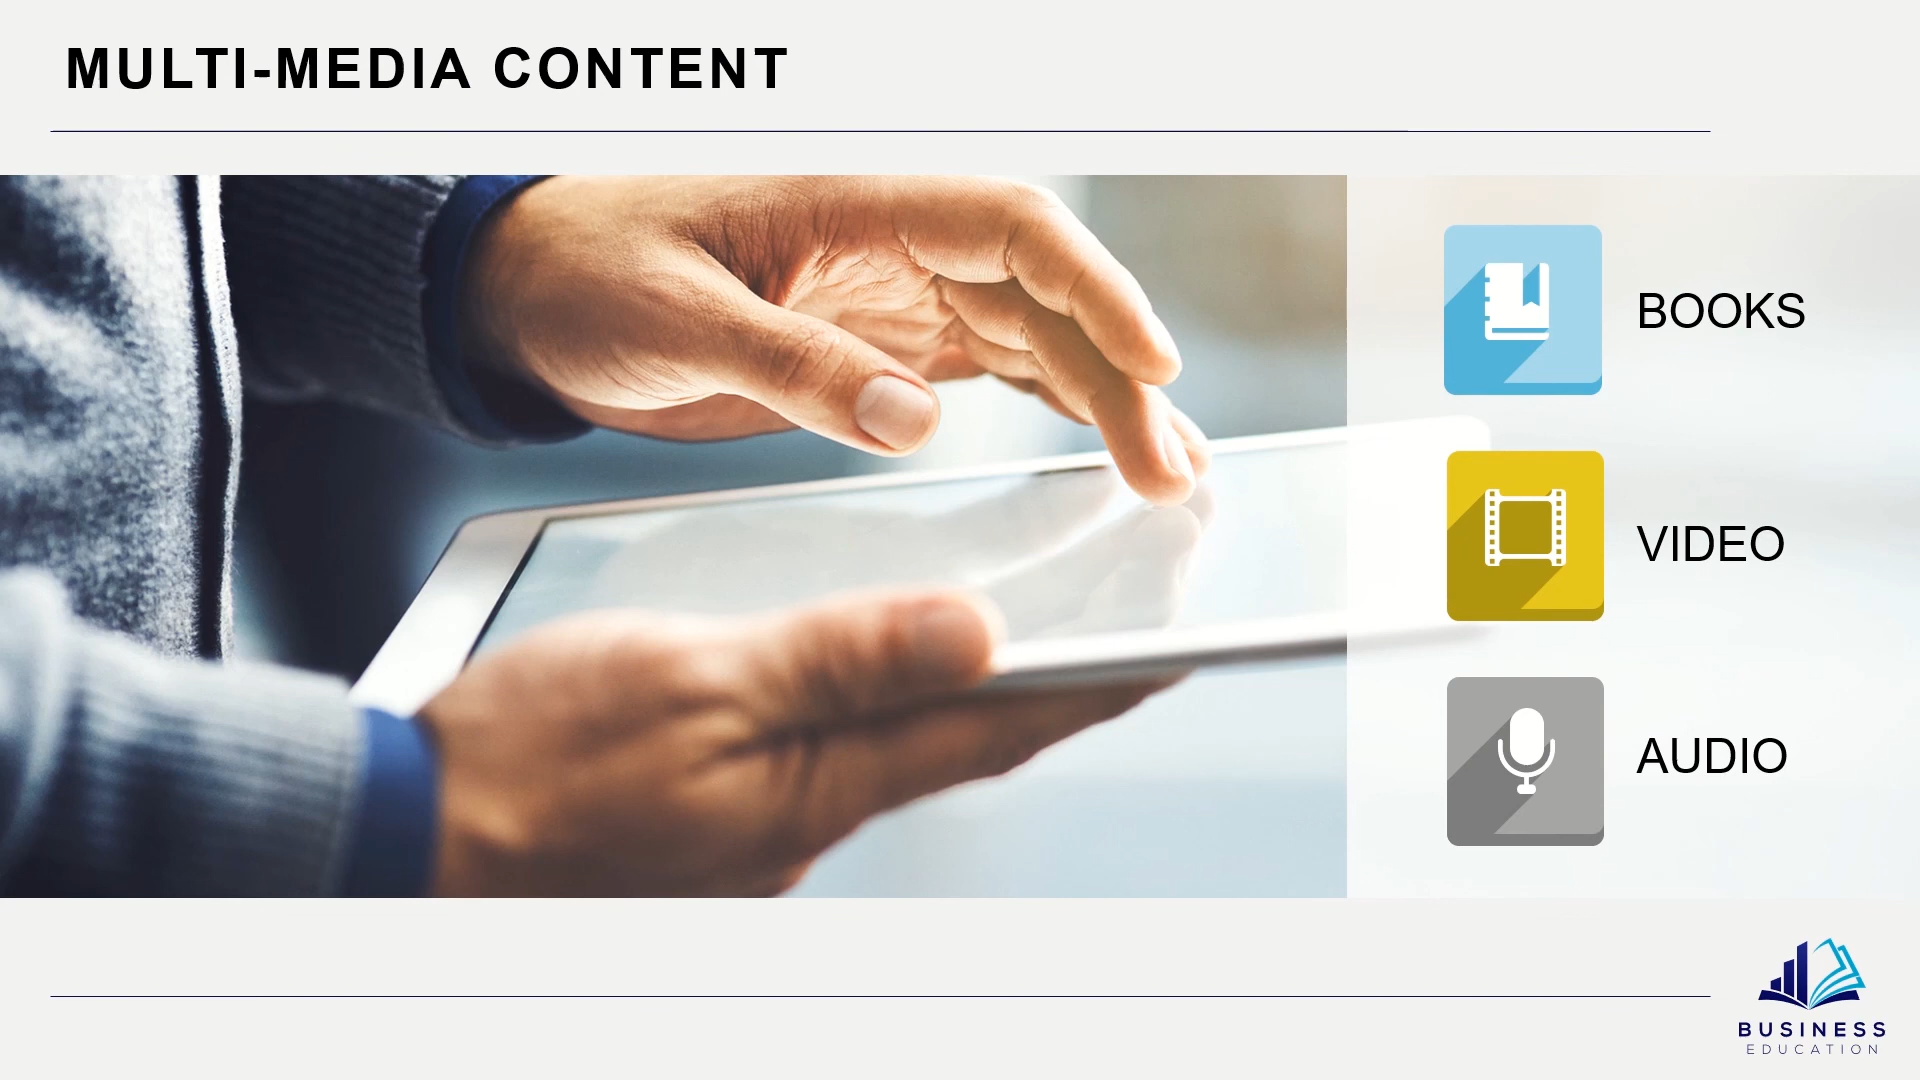 MULTI-MEDIA CONTENT
BOOKS
VIDEO
AUDIO
BUSINESS
EDUCATION